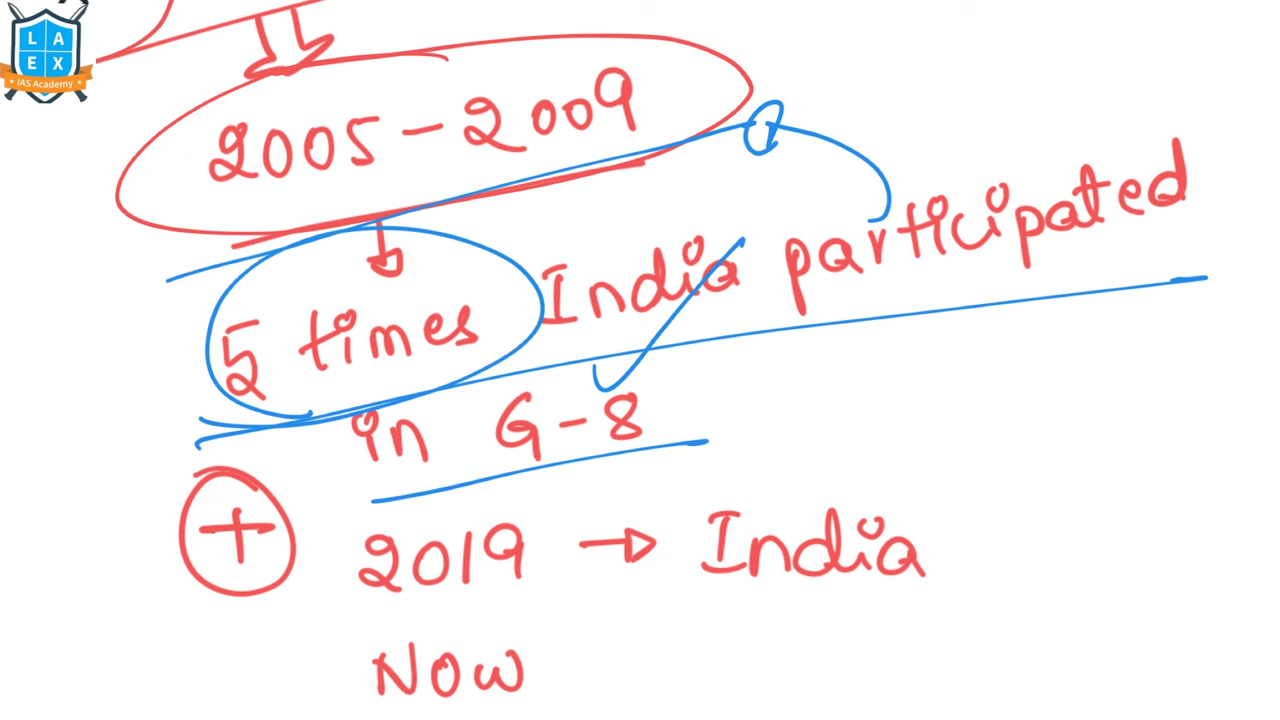 L A
E X
IAS Academy
2005-2009
5 times India participated
in G-8
+ 2019 → India
Now